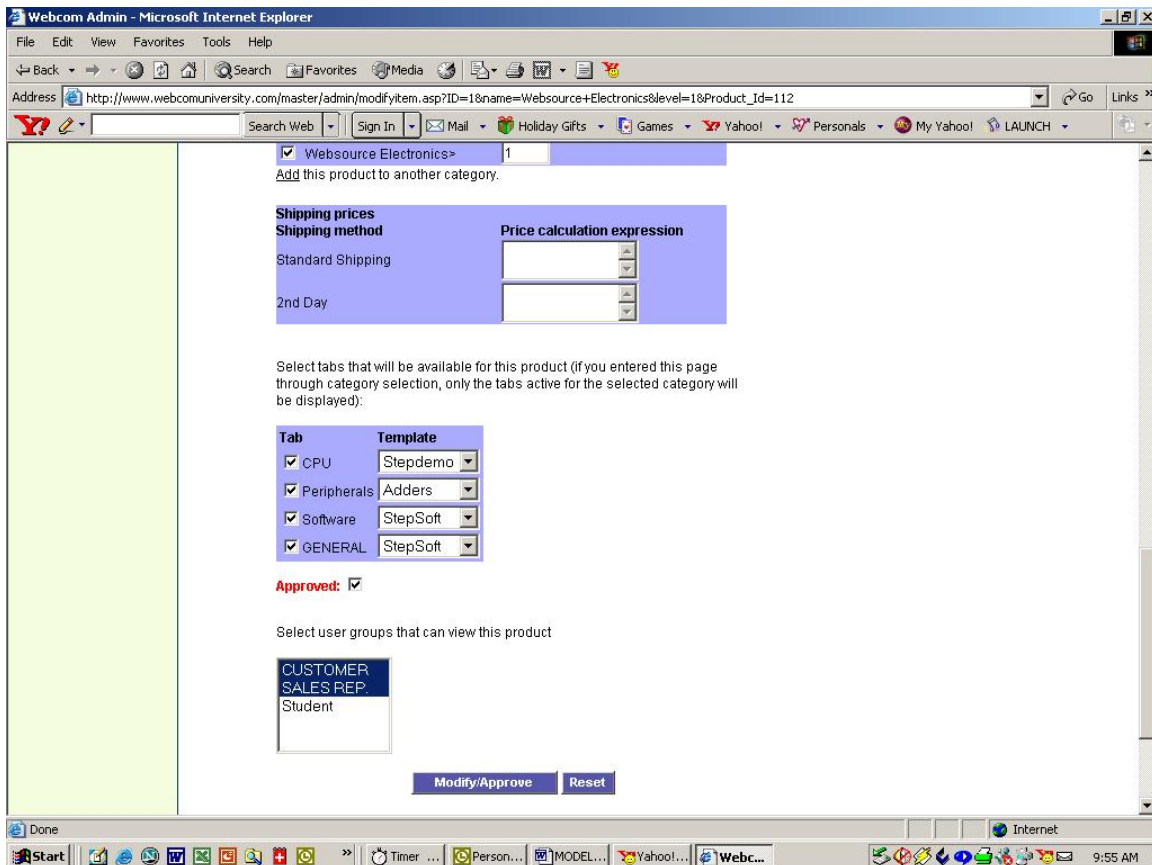 Webcom Admin - Microsoft Internet Explorer
File Edit View Favorites Tools Help
Back Search Favorites Media
Address http://www.webcomuniversity.com/master/admin/modifyitem.asp?ID=1&name=Websource+Electronics&level=1&Product_Id=112 Go Links »
Y! Search Web Sign In Mail Holiday Gifts Games Yahoo! Personals My Yahoo! LAUNCH
Websource Electronics> 1
Add this product to another category.
Shipping prices
Shipping method Price calculation expression
Standard Shipping
2nd Day
Select tabs that will be available for this product (if you entered this page
through category selection, only the tabs active for the selected category will
be displayed):
Tab Template
CPU Stepdemo
Peripherals Adders
Software StepSoft
GENERAL StepSoft
Approved:
Select user groups that can view this product
CUSTOMER
SALES REP.
Student
Modify/Approve Reset
Done Internet
Start » Timer ... Person... MODEL... Yahoo!... Webc... 9:55 AM